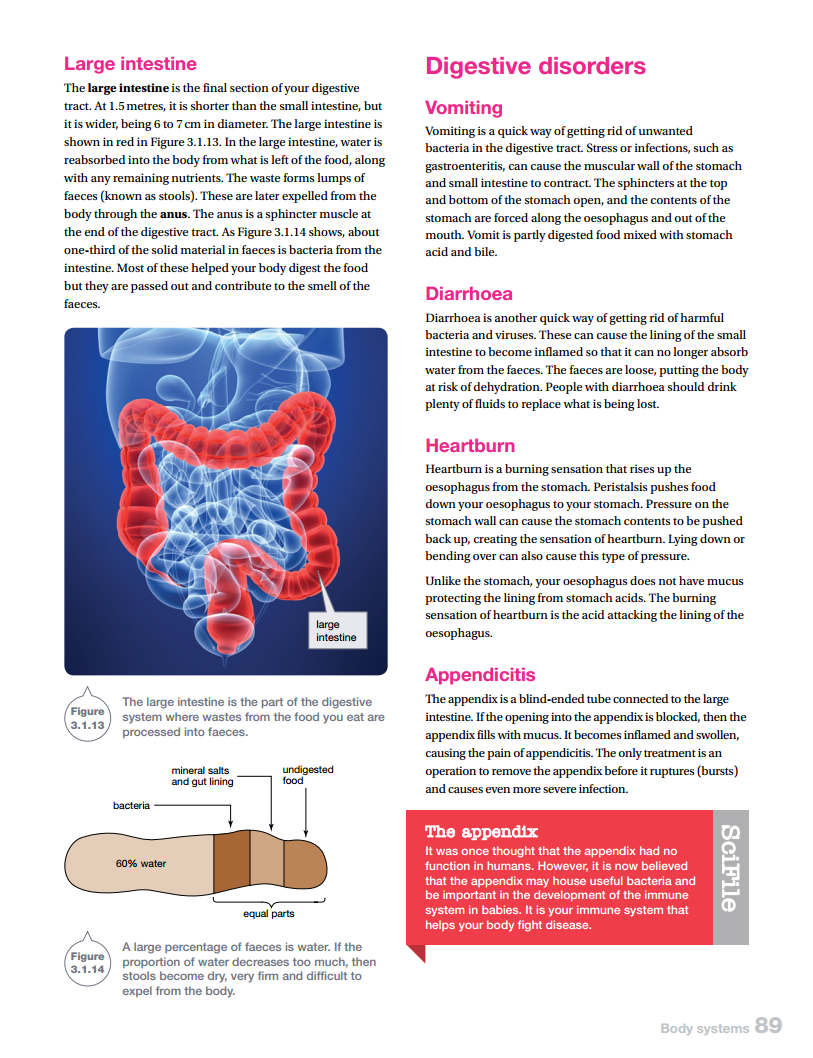 Large intestine
The large intestine is the final section of your digestive
tract. At 1.5 metres, it is shorter than the small intestine, but
it is wider, being 6 to 7 cm in diameter. The large intestine is
shown in red in Figure 3.1.13. In the large intestine, water is
reabsorbed into the body from what is left of the food, along
with any remaining nutrients. The waste forms lumps of
faeces (known as stools). These are later expelled from the
body through the anus. The anus is a sphincter muscle at
the end of the digestive tract. As Figure 3.1.14 shows, about
one-third of the solid material in faeces is bacteria from the
intestine. Most of these helped your body digest the food
but they are passed out and contribute to the smell of the
faeces.
large
intestine
Figure
3.1.13
The large intestine is the part of the digestive
system where wastes from the food you eat are
processed into faeces.
mineral salts
and gut lining
undigested
food
bacteria
60% water
equal parts
Figure
3.1.14
A large percentage of faeces is water. If the
proportion of water decreases too much, then
stools become dry, very firm and difficult to
expel from the body.
Digestive disorders
Vomiting
Vomiting is a quick way of getting rid of unwanted
bacteria in the digestive tract. Stress or infections, such as
gastroenteritis, can cause the muscular wall of the stomach
and small intestine to contract. The sphincters at the top
and bottom of the stomach open, and the contents of the
stomach are forced along the oesophagus and out of the
mouth. Vomit is partly digested food mixed with stomach
acid and bile.
Diarrhoea
Diarrhoea is another quick way of getting rid of harmful
bacteria and viruses. These can cause the lining of the small
intestine to become inflamed so that it can no longer absorb
water from the faeces. The faeces are loose, putting the body
at risk of dehydration. People with diarrhoea should drink
plenty of fluids to replace what is being lost.
Heartburn
Heartburn is a burning sensation that rises up the
oesophagus from the stomach. Peristalsis pushes food
down your oesophagus to your stomach. Pressure on the
stomach wall can cause the stomach contents to be pushed
back up, creating the sensation of heartburn. Lying down or
bending over can also cause this type of pressure.
Unlike the stomach, your oesophagus does not have mucus
protecting the lining from stomach acids. The burning
sensation of heartburn is the acid attacking the lining of the
oesophagus.
Appendicitis
The appendix is a blind-ended tube connected to the large
intestine. If the opening into the appendix is blocked, then the
appendix fills with mucus. It becomes inflamed and swollen,
causing the pain of appendicitis. The only treatment is an
operation to remove the appendix before it ruptures (bursts)
and causes even more severe infection.
The appendix
It was once thought that the appendix had no
function in humans. However, it is now believed
that the appendix may house useful bacteria and
be important in the development of the immune
system in babies. It is your immune system that
helps your body fight disease.
SciFile
Body systems 89